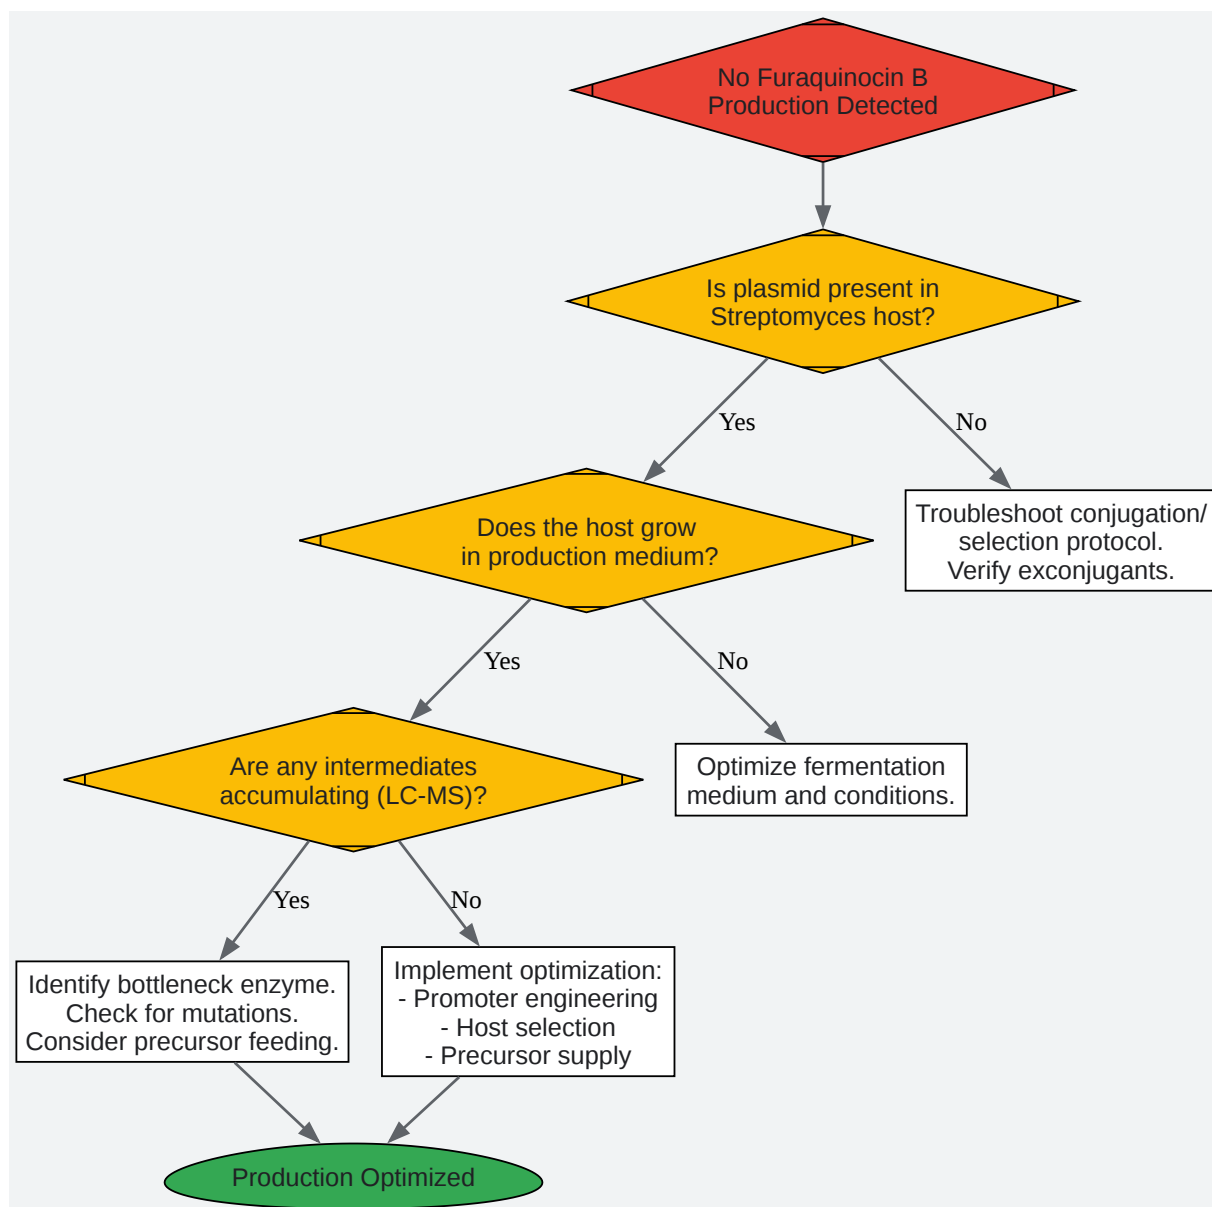 No Furaquinocin B
Production Detected
Is plasmid present in
Streptomyces host?
Yes
No
Does the host grow
in production medium?
Troubleshoot conjugation/
selection protocol.
Verify exconjugants.
Yes
No
Are any intermediates
accumulating (LC-MS)?
Optimize fermentation
medium and conditions.
Yes
No
Identify bottleneck enzyme.
Check for mutations.
Consider precursor feeding.
Implement optimization:
- Promoter engineering
- Host selection
- Precursor supply
Production Optimized